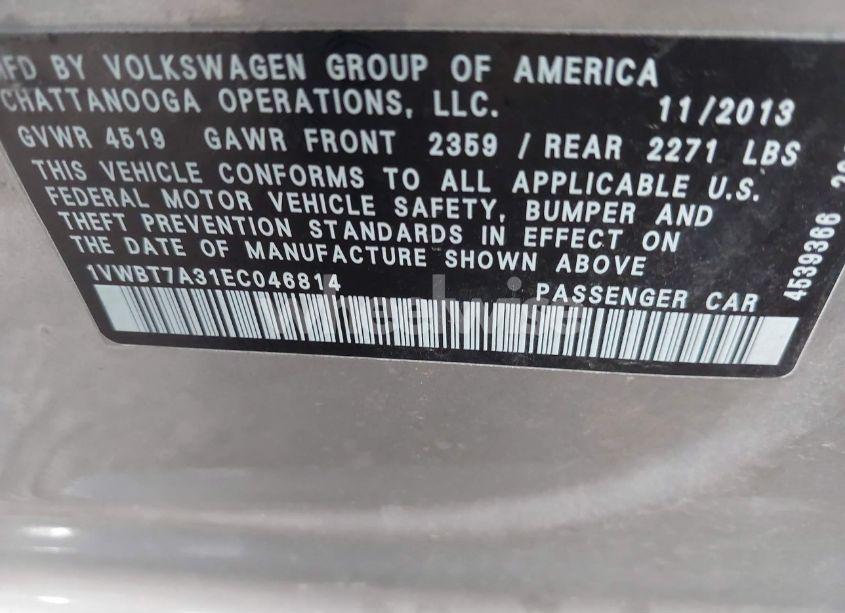 MFD BY VOLKSWAGEN GROUP OF AMERICA
CHATTANOOGA OPERATIONS, LLC. 11/2013
GVWR 4519 GAWR FRONT 2359 / REAR 2271 LBS
THIS VEHICLE CONFORMS TO ALL APPLICABLE U.S.
FEDERAL MOTOR VEHICLE SAFETY, BUMPER AND
THEFT PREVENTION STANDARDS IN EFFECT ON
THE DATE OF MANUFACTURE SHOWN ABOVE
1VWBT7A31EC046814 PASSENGER CAR
4539366
wheelwise